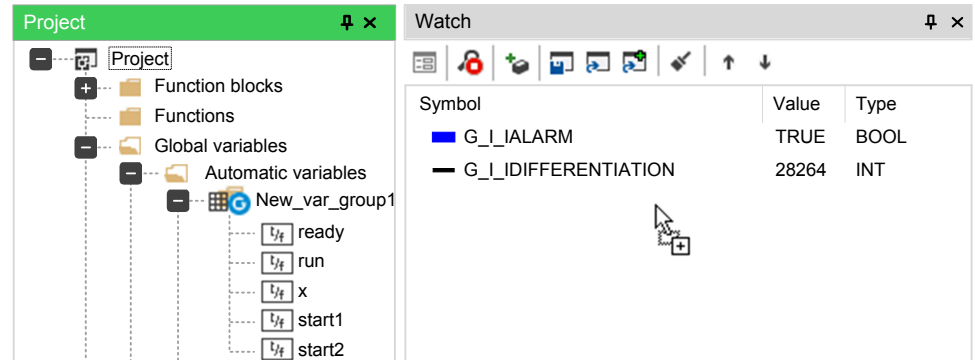 Project
Project
Function blocks
Functions
Global variables
Automatic variables
New_var_group1
t/f ready
t/f run
t/f x
t/f start1
t/f start2
Watch
Symbol Value Type
G_I_IALARM TRUE BOOL
G_I_IDIFFERENTIATION 28264 INT